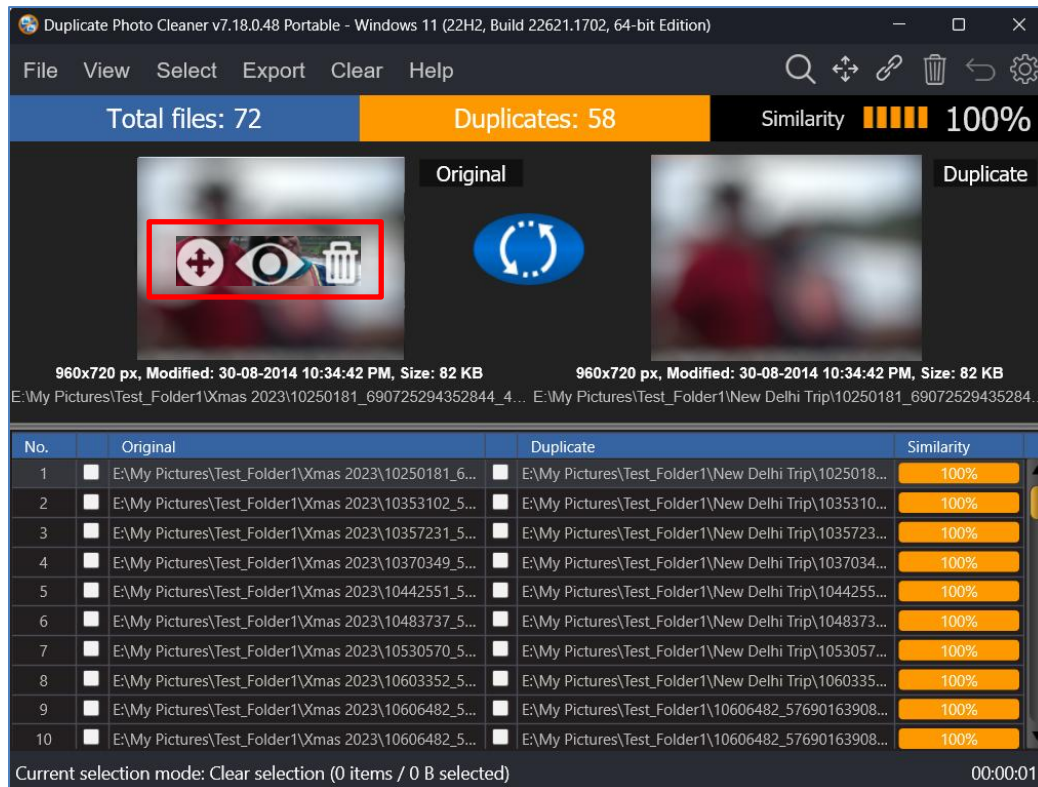 Duplicate Photo Cleaner v7.18.0.48 Portable - Windows 11 (22H2, Build 22621.1702, 64-bit Edition)
File View Select Export Clear Help
Total files: 72 Duplicates: 58 Similarity 100%
Original Duplicate
960x720 px, Modified: 30-08-2014 10:34:42 PM, Size: 82 KB 960x720 px, Modified: 30-08-2014 10:34:42 PM, Size: 82 KB
E:\My Pictures\Test_Folder1\Xmas 2023\10250181_690725294352844_4... E:\My Pictures\Test_Folder1\New Delhi Trip\10250181_69072529435284..
No. Original Duplicate Similarity
1 E:\My Pictures\Test_Folder1\Xmas 2023\10250181_6... E:\My Pictures\Test_Folder1\New Delhi Trip\1025018... 100%
2 E:\My Pictures\Test_Folder1\Xmas 2023\10353102_5... E:\My Pictures\Test_Folder1\New Delhi Trip\1035310... 100%
3 E:\My Pictures\Test_Folder1\Xmas 2023\10357231_5... E:\My Pictures\Test_Folder1\New Delhi Trip\1035723... 100%
4 E:\My Pictures\Test_Folder1\Xmas 2023\10370349_5... E:\My Pictures\Test_Folder1\New Delhi Trip\1037034... 100%
5 E:\My Pictures\Test_Folder1\Xmas 2023\10442551_5... E:\My Pictures\Test_Folder1\New Delhi Trip\1044255... 100%
6 E:\My Pictures\Test_Folder1\Xmas 2023\10483737_5... E:\My Pictures\Test_Folder1\New Delhi Trip\1048373... 100%
7 E:\My Pictures\Test_Folder1\Xmas 2023\10530570_5... E:\My Pictures\Test_Folder1\New Delhi Trip\1053057... 100%
8 E:\My Pictures\Test_Folder1\Xmas 2023\10603352_5... E:\My Pictures\Test_Folder1\New Delhi Trip\1060335... 100%
9 E:\My Pictures\Test_Folder1\Xmas 2023\10606482_5... E:\My Pictures\Test_Folder1\10606482_57690163908... 100%
10 E:\My Pictures\Test_Folder1\Xmas 2023\10606482_5... E:\My Pictures\Test_Folder1\10606482_57690163908... 100%
Current selection mode: Clear selection (0 items / 0 B selected) 00:00:01